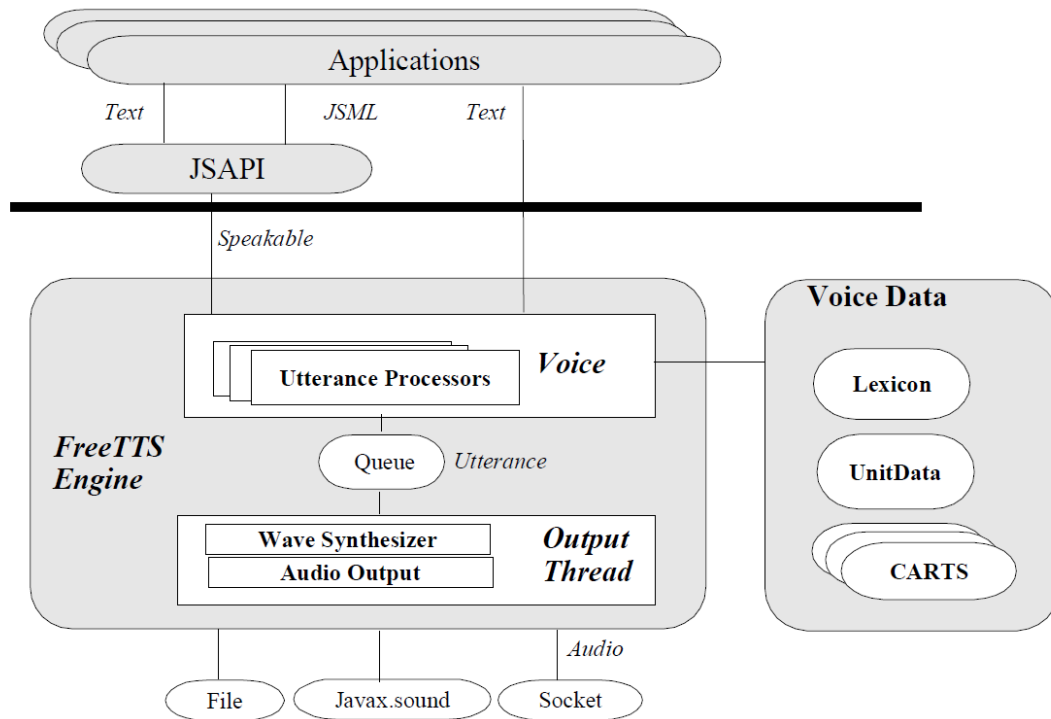 Applications
Text
JSML
Text
JSAPI
Speakable
Voice Data
Utterance Processors
Voice
Lexicon
FreeTTS
Engine
Queue
Utterance
UnitData
Wave Synthesizer
Audio Output
Output
Thread
CARTS
Audio
File
Javax.sound
Socket